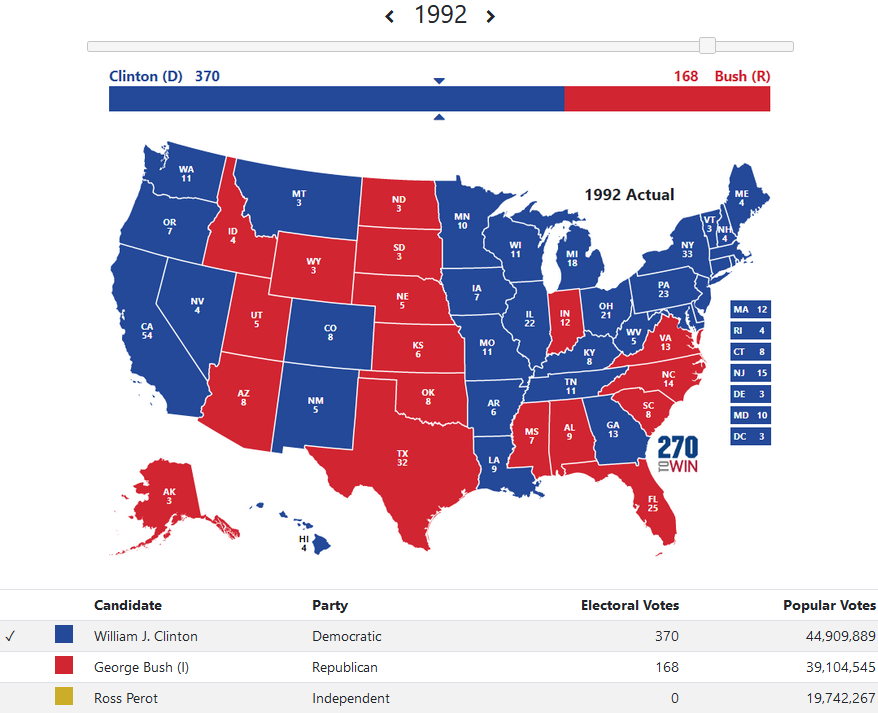 1992
Clinton (D) 370
168 Bush (R)
1992 Actual
WA 11
OR 7
CA 54
NV 4
ID 4
MT 3
WY 3
UT 5
AZ 8
CO 8
NM 5
ND 3
SD 3
NE 5
KS 6
OK 8
TX 32
MN 10
IA 7
MO 11
AR 6
LA 9
WI 11
IL 22
MI 18
IN 12
OH 21
KY 8
TN 11
MS 7
AL 9
GA 13
FL 25
SC 8
NC 14
VA 13
WV 5
PA 23
NY 33
VT 3
NH 4
ME 4
AK 3
HI 4
MA 12
RI 4
CT 8
NJ 15
DE 3
MD 10
DC 3
270
TO WIN
Candidate Party Electoral Votes Popular Votes
✓ William J. Clinton Democratic 370 44,909,889
George Bush (I) Republican 168 39,104,545
Ross Perot Independent 0 19,742,267